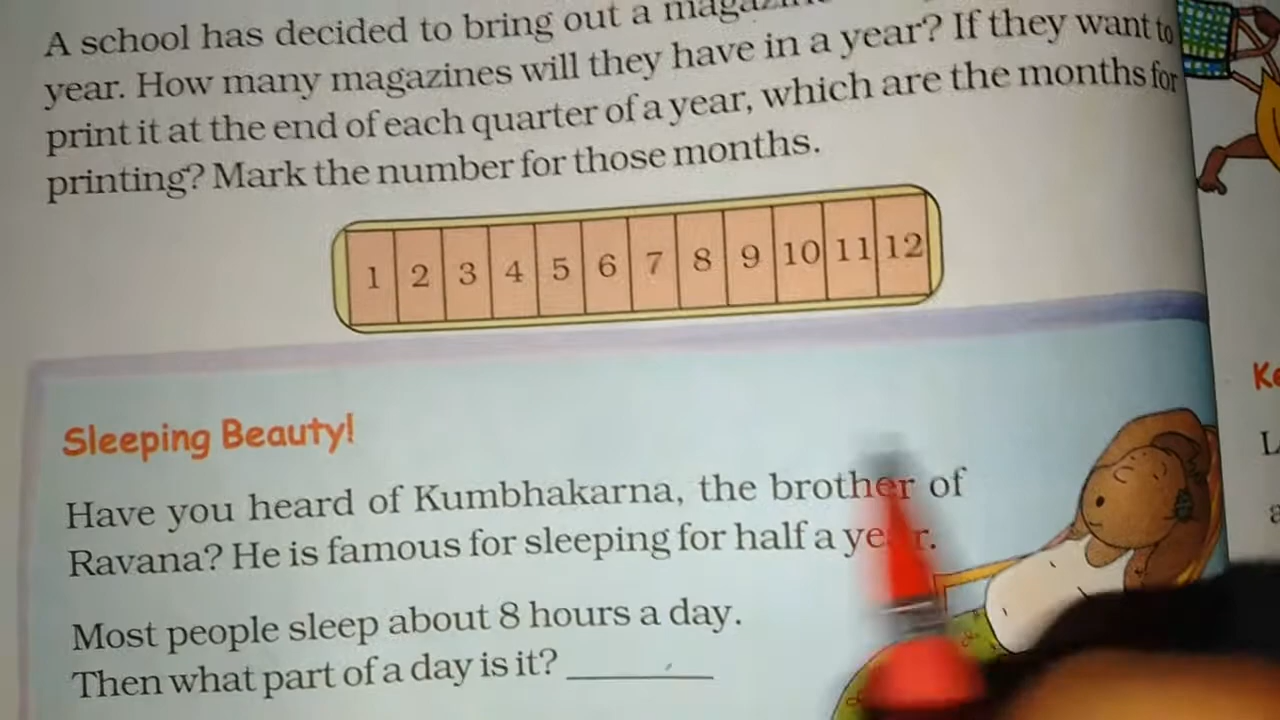 A school has decided to bring out a
year. How many magazines will they have in a year? If they want to
print it at the end of each quarter of a year, which are the months for
printing? Mark the number for those months.
1 2 3 4 5 6 7 8 9 10 11 12
Sleeping Beauty!
Have you heard of Kumbhakarna, the brother of
Ravana? He is famous for sleeping for half a year.
Most people sleep about 8 hours a day.
Then what part of a day is it?